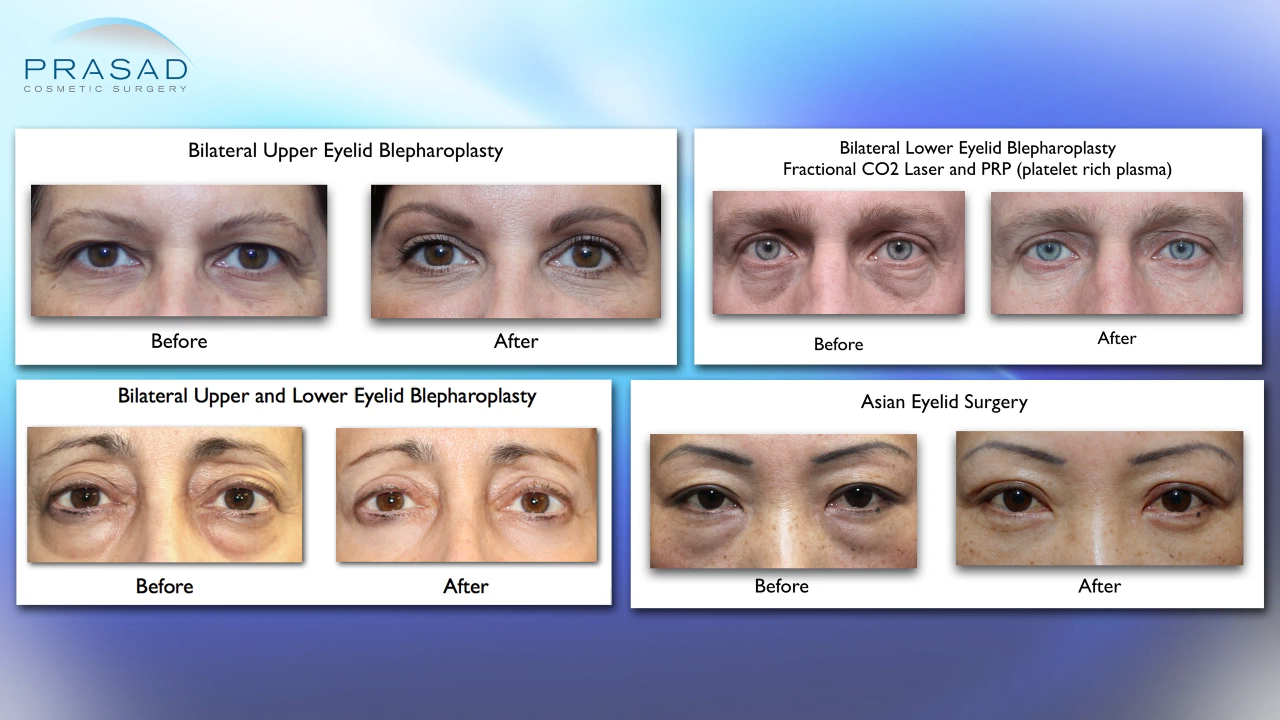 PRASAD
COSMETIC SURGERY
Bilateral Upper Eyelid Blepharoplasty
Before
After
Bilateral Lower Eyelid Blepharoplasty
Fractional CO2 Laser and PRP (platelet rich plasma)
Before
After
Bilateral Upper and Lower Eyelid Blepharoplasty
Before
After
Asian Eyelid Surgery
Before
After